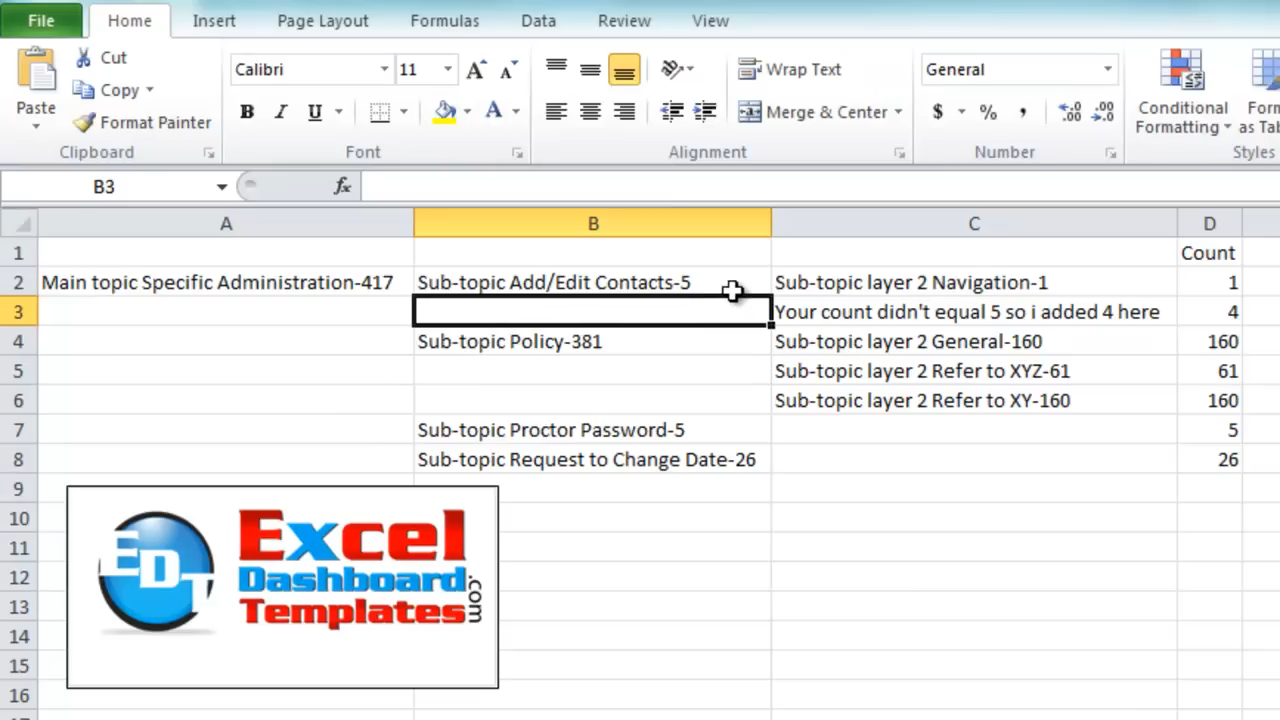 File Home Insert Page Layout Formulas Data Review View
Cut
Calibri 11 Wrap Text General
Copy
Paste Format Painter B I U A Merge & Center $ % , Conditional Formatting
Clipboard Font Alignment Number Styles
B3 fx
A B C D
1 Count
2 Main topic Specific Administration-417 Sub-topic Add/Edit Contacts-5 Sub-topic layer 2 Navigation-1 1
3 Your count didn't equal 5 so i added 4 here 4
4 Sub-topic Policy-381 Sub-topic layer 2 General-160 160
5 Sub-topic layer 2 Refer to XYZ-61 61
6 Sub-topic layer 2 Refer to XY-160 160
7 Sub-topic Proctor Password-5 5
8 Sub-topic Request to Change Date-26 26
9
10
11
12
13
14
15
16
EDT
Excel
Dashboard
Templates
.com